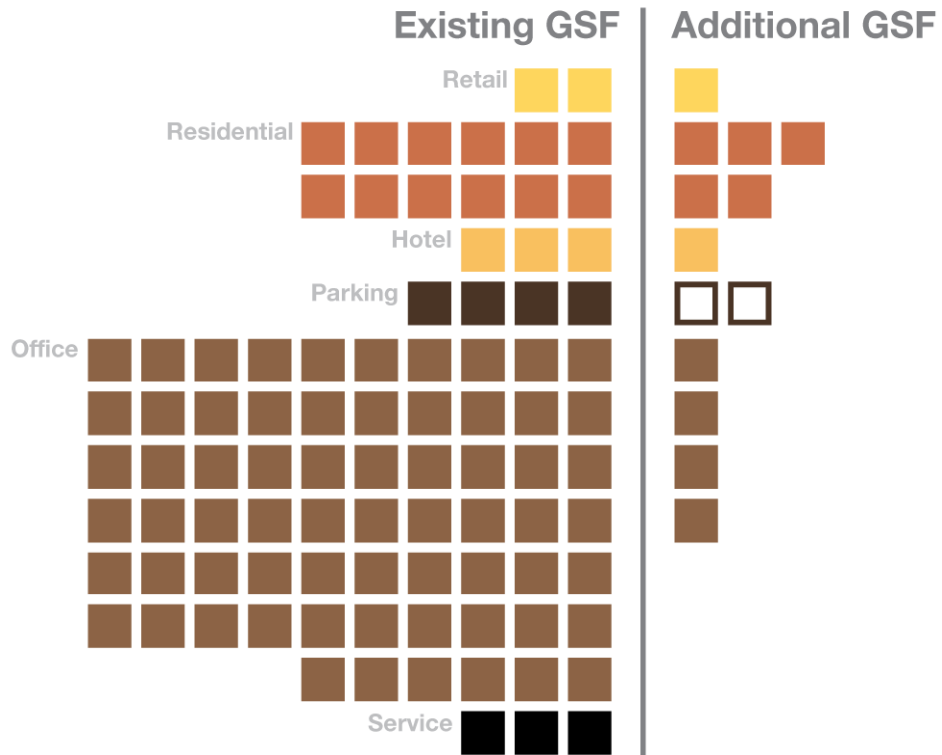 Existing GSF
Additional GSF
Retail
Residential
Hotel
Parking
Office
Service